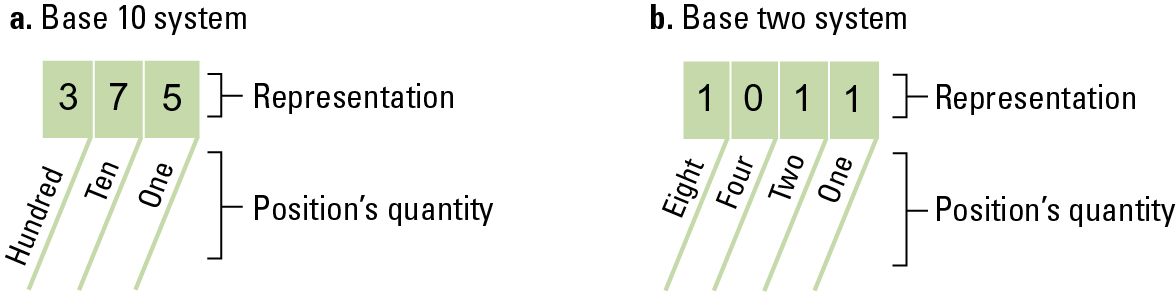 a. Base 10 system
3 7 5
Representation
Hundred
Ten
One
Position’s quantity
b. Base two system
1 0 1 1
Representation
Eight
Four
Two
One
Position’s quantity